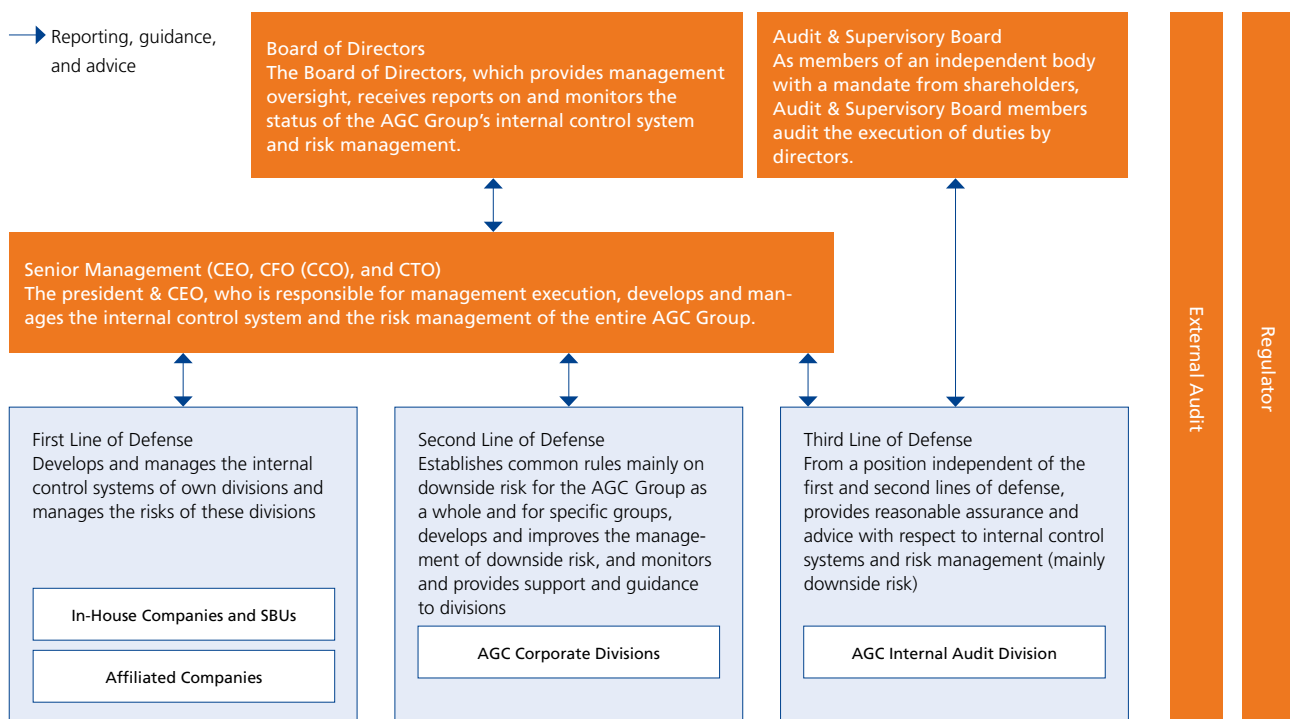 Reporting, guidance,
and advice
Board of Directors
The Board of Directors, which provides management
oversight, receives reports on and monitors the
status of the AGC Group's internal control system
and risk management.
Audit & Supervisory Board
As members of an independent body
with a mandate from shareholders,
Audit & Supervisory Board members
audit the execution of duties by
directors.
Senior Management (CEO, CFO (CCO), and CTO)
The president & CEO, who is responsible for management execution, develops and man-
ages the internal control system and the risk management of the entire AGC Group.
First Line of Defense
Develops and manages the internal
control systems of own divisions and
manages the risks of these divisions
In-House Companies and SBUs
Affiliated Companies
Second Line of Defense
Establishes common rules mainly on
downside risk for the AGC Group as
a whole and for specific groups,
develops and improves the manage-
ment of downside risk, and monitors
and provides support and guidance
to divisions
AGC Corporate Divisions
Third Line of Defense
From a position independent of the
first and second lines of defense,
provides reasonable assurance and
advice with respect to internal control
systems and risk management (mainly
downside risk)
AGC Internal Audit Division
External Audit
Regulator